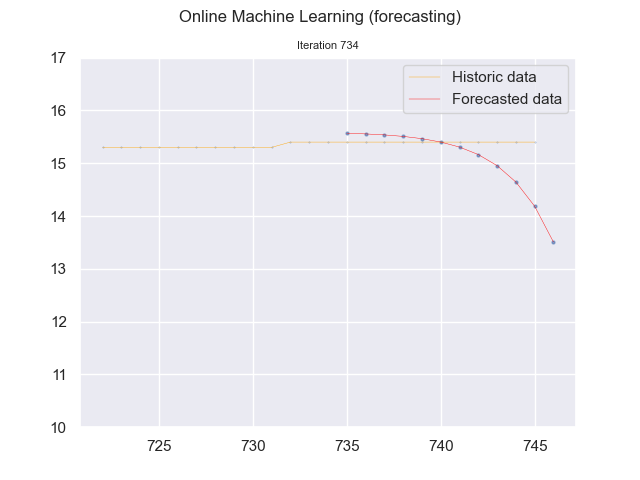 Online Machine Learning (forecasting)
Iteration 734
Historic data
Forecasted data
17
16
15
14
13
12
11
10
725 730 735 740 745